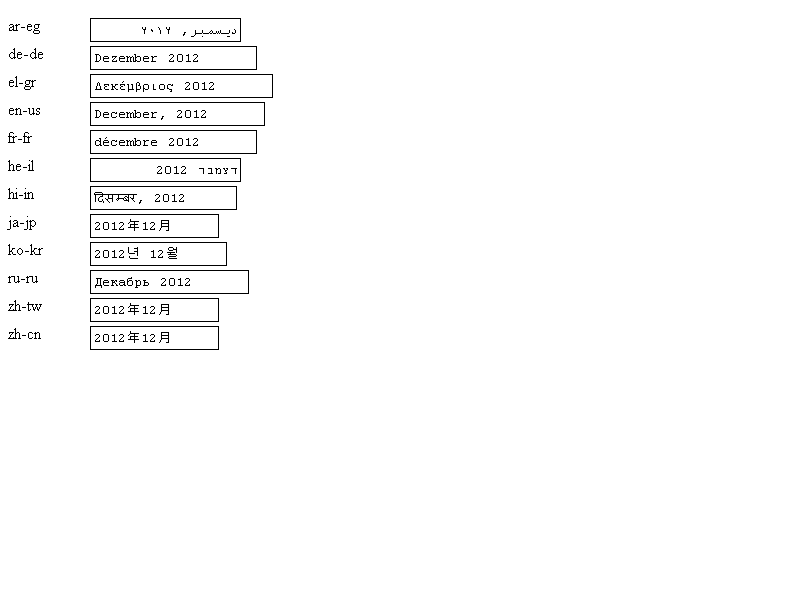 ar-eg ديسمبر, ٢٠١٢
de-de Dezember 2012
el-gr Δεκέμβριος 2012
en-us December, 2012
fr-fr décembre 2012
he-il דצמבר 2012
hi-in दिसम्बर, 2012
ja-jp 2012年12月
ko-kr 2012년 12월
ru-ru Декабрь 2012
zh-tw 2012年12月
zh-cn 2012年12月